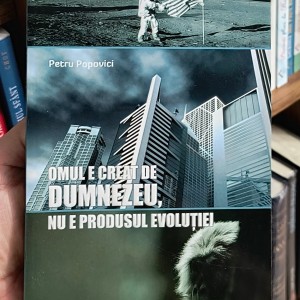 Petru Popovici
OMUL E CREAT DE
DUMNEZEU,
NU E PRODUSUL EVOLUȚIEI